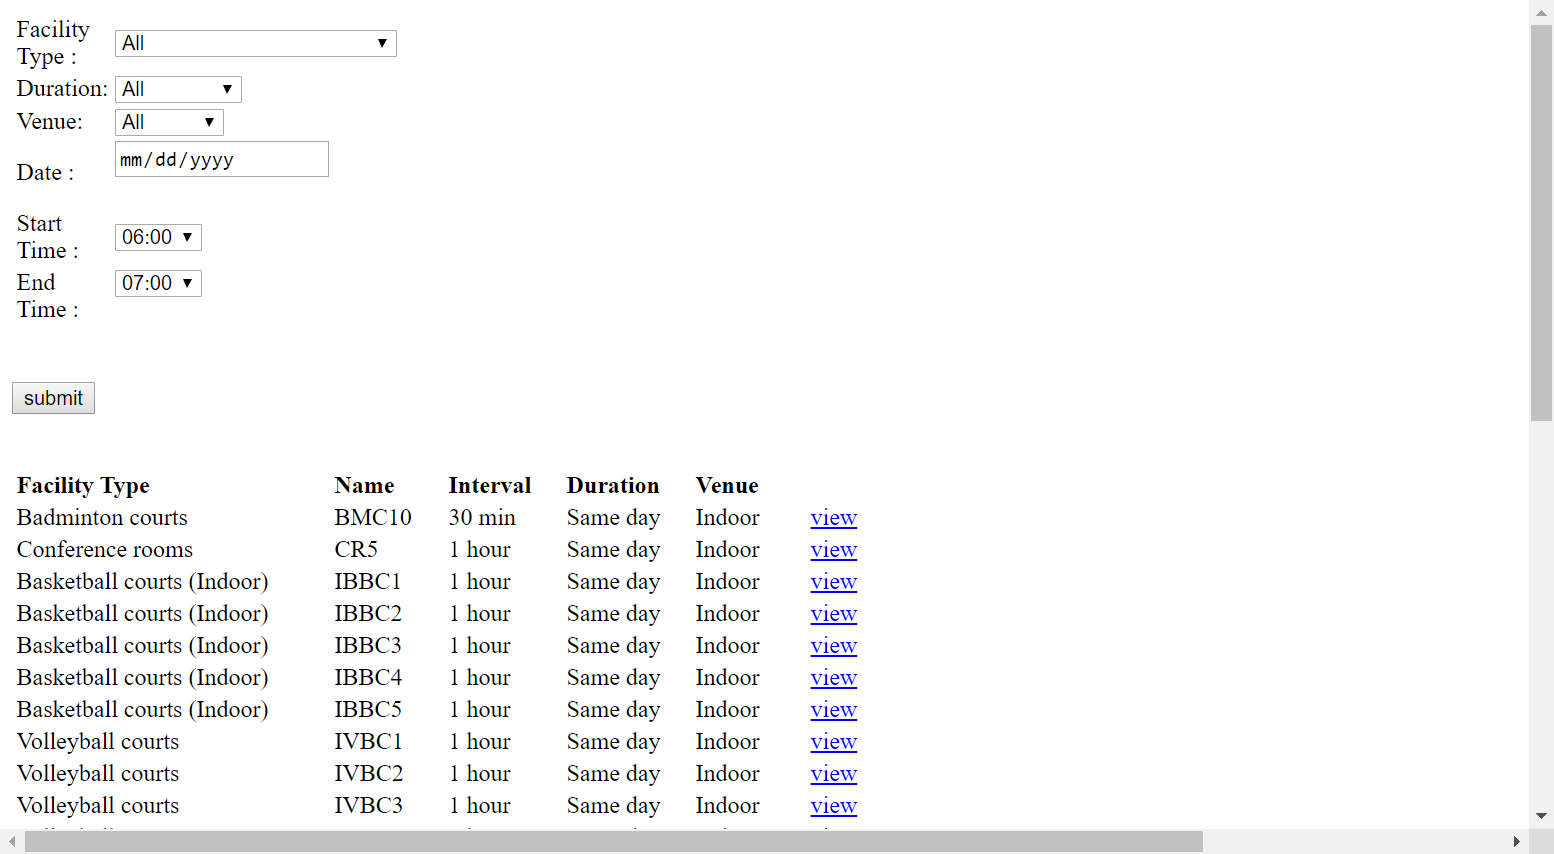 Facility
Type :
All
Duration:
All
Venue:
All
Date :
mm/dd/yyyy
Start
Time :
06:00
End
Time :
07:00
submit
Facility Type Name Interval Duration Venue
Badminton courts BMC10 30 min Same day Indoor view
Conference rooms CR5 1 hour Same day Indoor view
Basketball courts (Indoor) IBBC1 1 hour Same day Indoor view
Basketball courts (Indoor) IBBC2 1 hour Same day Indoor view
Basketball courts (Indoor) IBBC3 1 hour Same day Indoor view
Basketball courts (Indoor) IBBC4 1 hour Same day Indoor view
Basketball courts (Indoor) IBBC5 1 hour Same day Indoor view
Volleyball courts IVBC1 1 hour Same day Indoor view
Volleyball courts IVBC2 1 hour Same day Indoor view
Volleyball courts IVBC3 1 hour Same day Indoor view